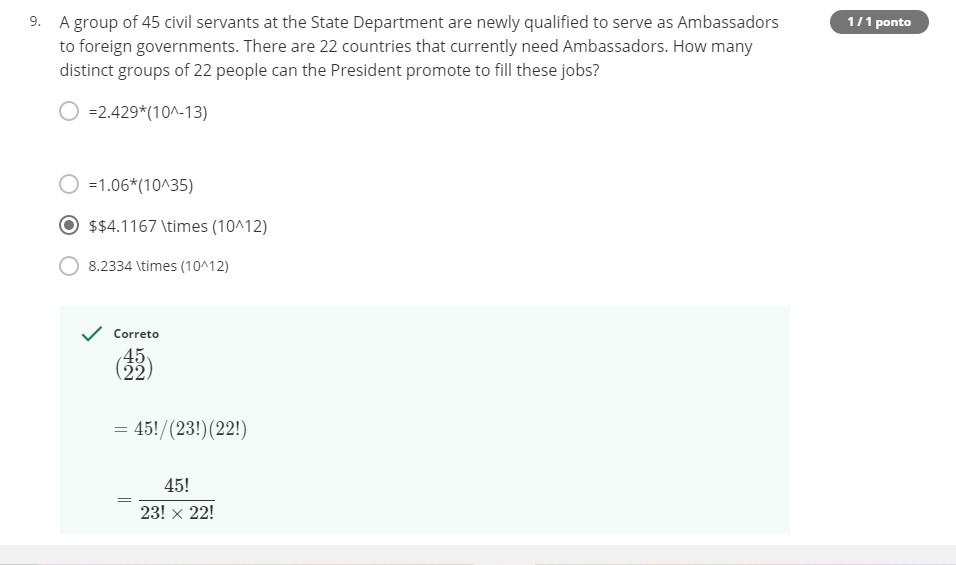 9. A group of 45 civil servants at the State Department are newly qualified to serve as Ambassadors
to foreign governments. There are 22 countries that currently need Ambassadors. How many
distinct groups of 22 people can the President promote to fill these jobs?
1 / 1 ponto
=2.429*(10^-13)
=1.06*(10^35)
$$4.1167 \times (10^12)
8.2334 \times (10^12)
Correto
(45
22)
= 45!/(23!)(22!)
= 45!
23! × 22!